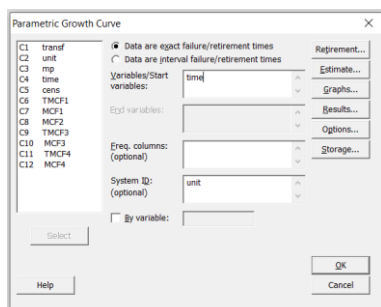 Parametric Growth Curve
C1 transf
C2 unit
C3 mp
C4 time
C5 cens
C6 TMCF1
C7 MCF1
C8 MCF2
C9 TMCF3
C10 MCF3
C11 TMCF4
C12 MCF4
Select
Help
Data are exact failure/retirement times
Data are interval failure/retirement times
Variables/Start variables:
time
End variables:
Freq. columns:
(optional)
System ID:
(optional)
unit
By variable:
Retirement...
Estimate...
Graphs...
Results...
Options...
Storage...
OK
Cancel